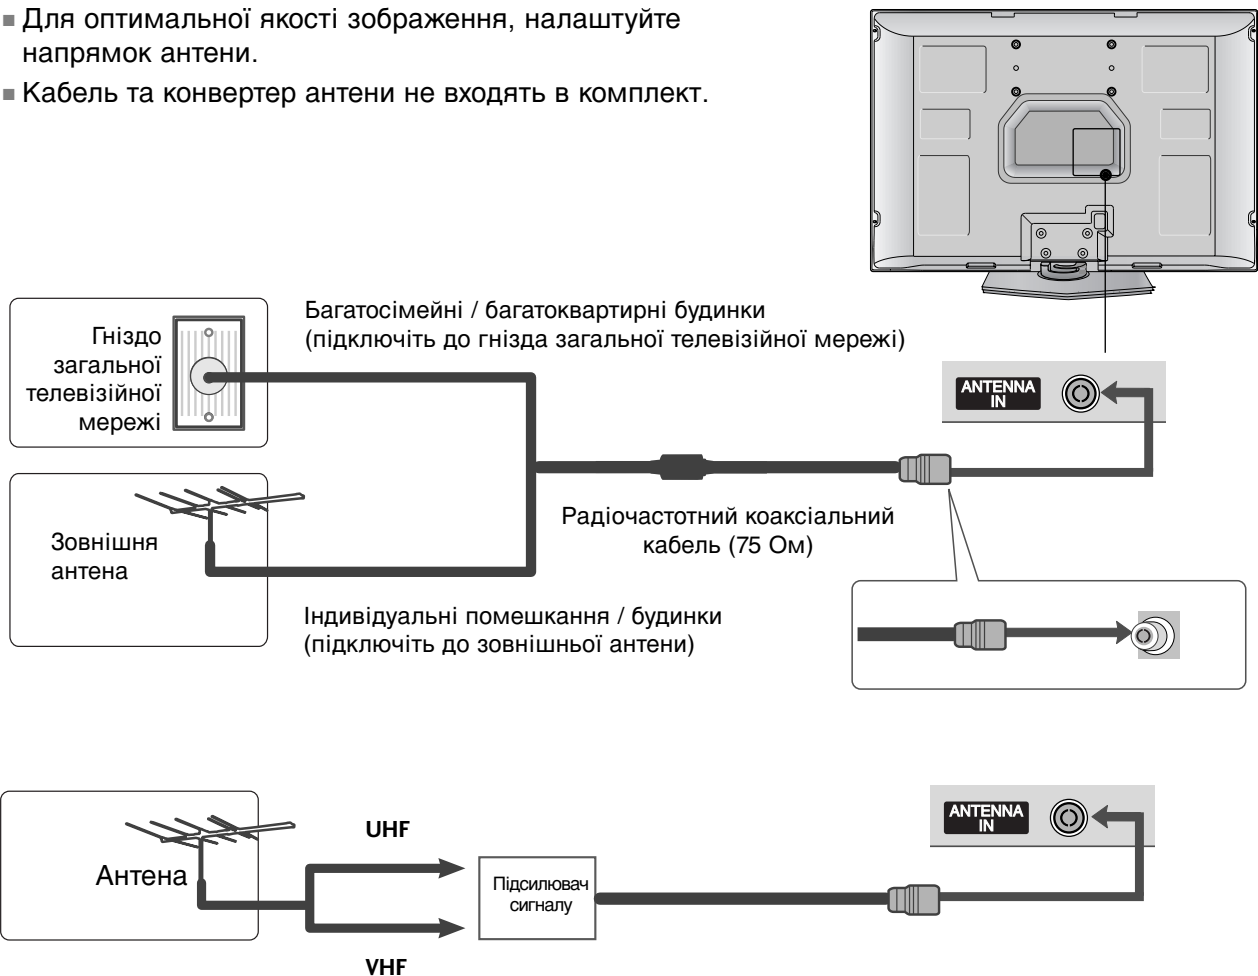 Для оптимальної якості зображення, налаштуйте
напрямок антени.
Кабель та конвертер антени не входять в комплект.
Гніздо
загальної
телевізійної
мережі
Багатосімейні / багатоквартирні будинки
(підключіть до гнізда загальної телевізійної мережі)
ANTENNA
IN
Зовнішня
антена
Радіочастотний коаксіальний
кабель (75 Ом)
Індивідуальні помешкання / будинки
(підключіть до зовнішньої антени)
Антена
UHF
VHF
Підсилювач
сигналу
ANTENNA
IN